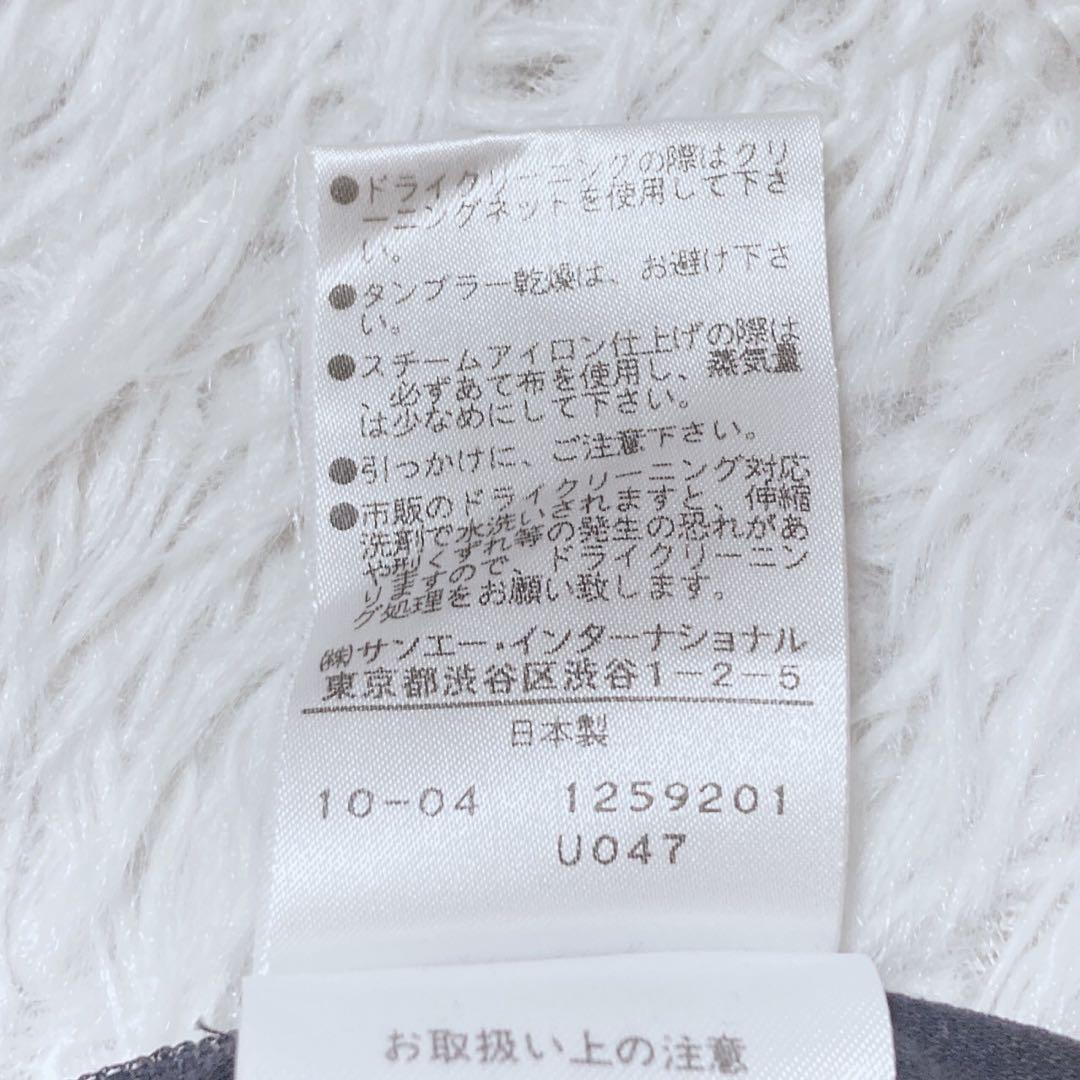 ●ドライクリーニングの際はクリ
ーニングネットを使用して下さ
い。
●タンブラー乾燥は、お避け下さ
い。
●スチームアイロン仕上げの際は
、必ずあて布を使用し、蒸気量
は少なめにして下さい。
●引っかけに、ご注意下さい。
●市販のドライクリーニング対応
洗剤で水洗いされますと、伸縮
や型くずれ等の発生の恐れがあ
りますので、ドライクリーニン
グ処理をお願い致します。
㈱サンエー・インターナショナル
東京都渋谷区渋谷1-2-5
日本製
10-04 1259201
U047
お取扱い上の注意